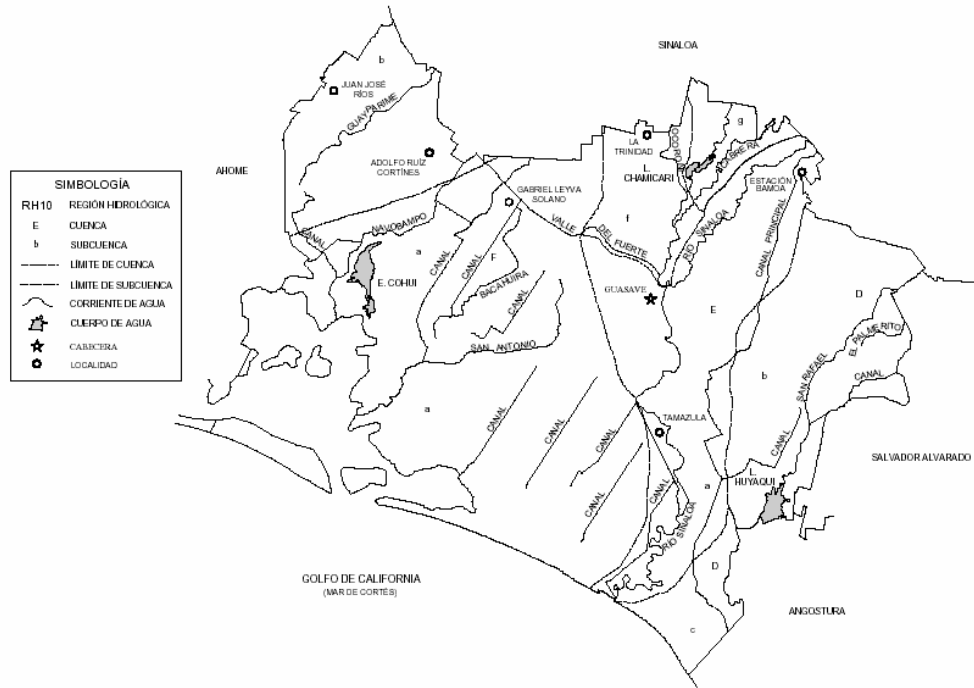 SINALOA
b
JUAN JOSÉ
RÍOS
GUAYPARIME
ADOLFO RUÍZ
CORTÍNES
AHOME
LA
TRINIDAD
OCORONI
g
L.
CHAMICARI
CABRERA
ESTACIÓN
BAMOA
SIMBOLOGÍA
RH10 REGIÓN HIDROLÓGICA
E CUENCA
b SUBCUENCA
LÍMITE DE CUENCA
LÍMITE DE SUBCUENCA
CORRIENTE DE AGUA
CUERPO DE AGUA
CABECERA
LOCALIDAD
GABRIEL LEYVA
SOLANO
CANAL
NAVOBAMPO
VALLE
DEL FUERTE
f
RÍO SINALOA
CANAL PRINCIPAL
a
CANAL
CANAL
F
BACAHUIRA
CANAL
E. COHUI
GUASAVE
E
D
SAN ANTONIO
SAN RAFAEL
EL PALMERITO
CANAL
b
a
CANAL
CANAL
CANAL
CANAL
TAMAZULA
CANAL
RÍO SINALOA
a
CANAL
L.
HUYAQUI
SALVADOR ALVARADO
GOLFO DE CALIFORNIA
(MAR DE CORTÉS)
D
ANGOSTURA
c